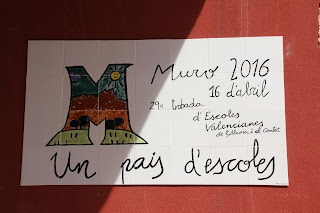 Muro 2016
16 d'abril
29a trobada
d'Escoles
Valencianes
de l'Alcoià i el Comtat
Un país d'escoles